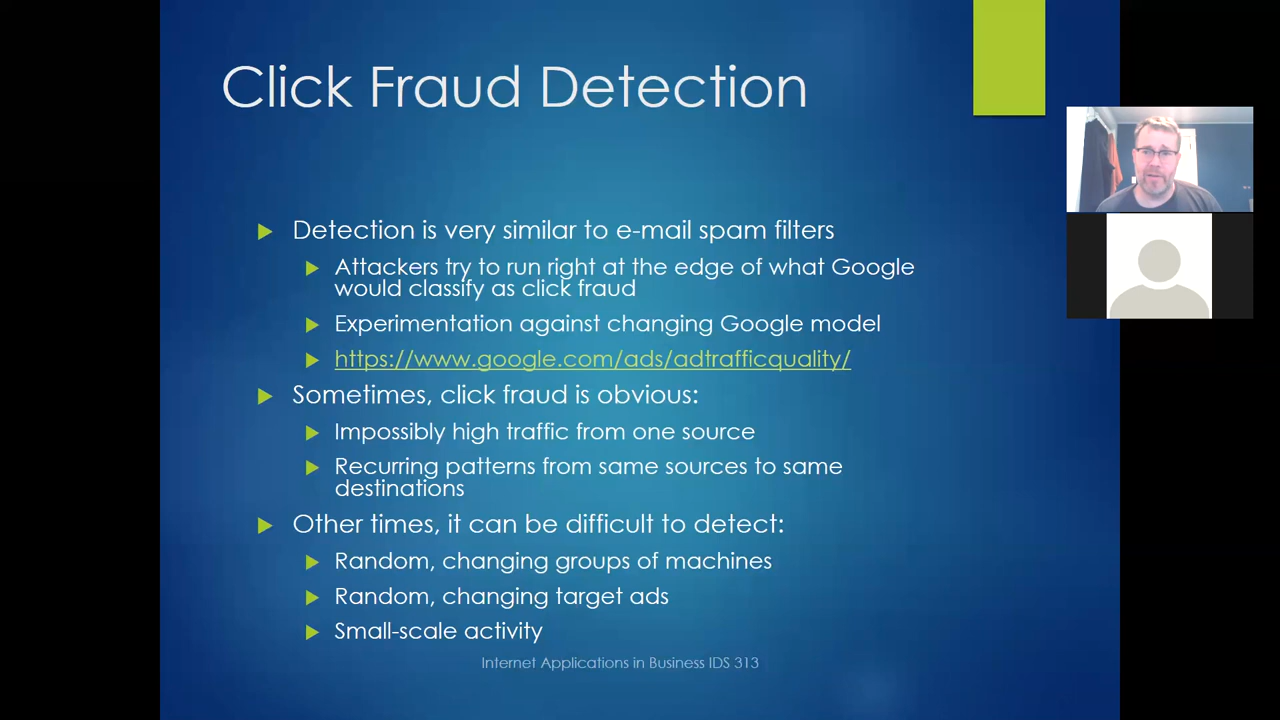 Click Fraud Detection
Detection is very similar to e-mail spam filters
Attackers try to run right at the edge of what Google
would classify as click fraud
Experimentation against changing Google model
https://www.google.com/ads/adtrafficquality/
Sometimes, click fraud is obvious:
Impossibly high traffic from one source
Recurring patterns from same sources to same
destinations
Other times, it can be difficult to detect:
Random, changing groups of machines
Random, changing target ads
Small-scale activity
Internet Applications in Business IDS 313